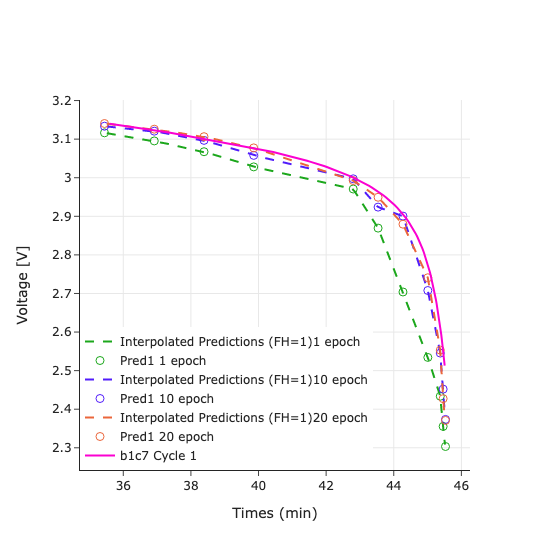 3.2
3.1
3
2.9
2.8
2.7
2.6
2.5
2.4
2.3
Voltage [V]
Interpolated Predictions (FH=1)1 epoch
Pred1 1 epoch
Interpolated Predictions (FH=1)10 epoch
Pred1 10 epoch
Interpolated Predictions (FH=1)20 epoch
Pred1 20 epoch
b1c7 Cycle 1
36 38 40 42 44 46
Times (min)